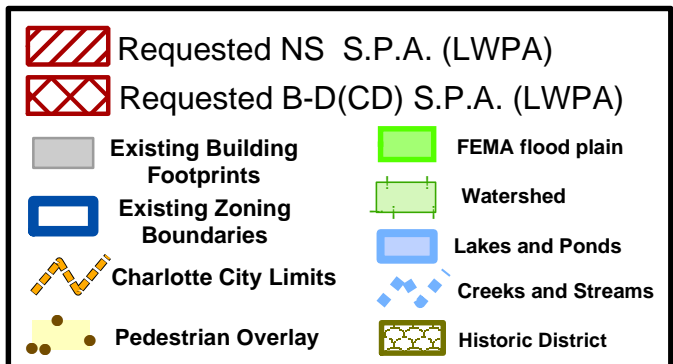 Requested NS S.P.A. (LWPA)
Requested B-D(CD) S.P.A. (LWPA)
Existing Building
Footprints
Existing Zoning
Boundaries
Charlotte City Limits
Pedestrian Overlay
FEMA flood plain
Watershed
Lakes and Ponds
Creeks and Streams
Historic District